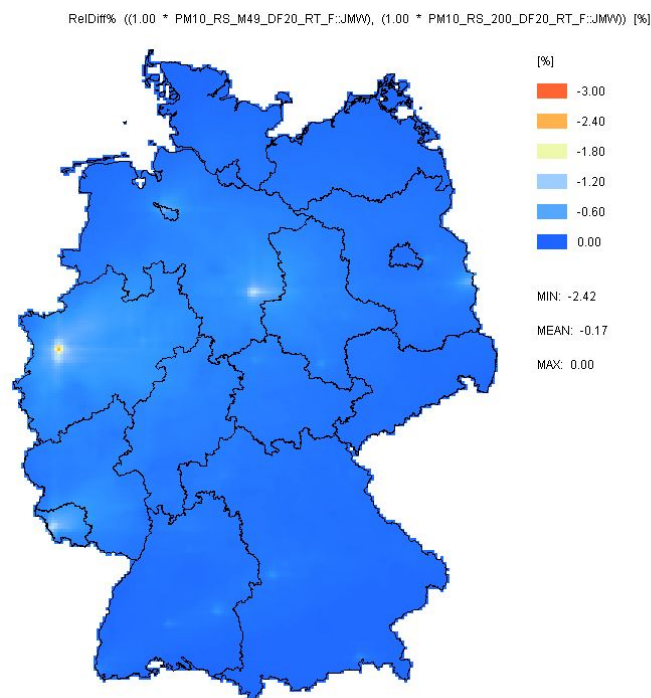 RelDiff% ((1.00 * PM10_RS_M49_DF20_RT_F::JMW), (1.00 * PM10_RS_200_DF20_RT_F::JMW)) [%]
[%]
-3.00
-2.40
-1.80
-1.20
-0.60
0.00
MIN: -2.42
MEAN: -0.17
MAX: 0.00